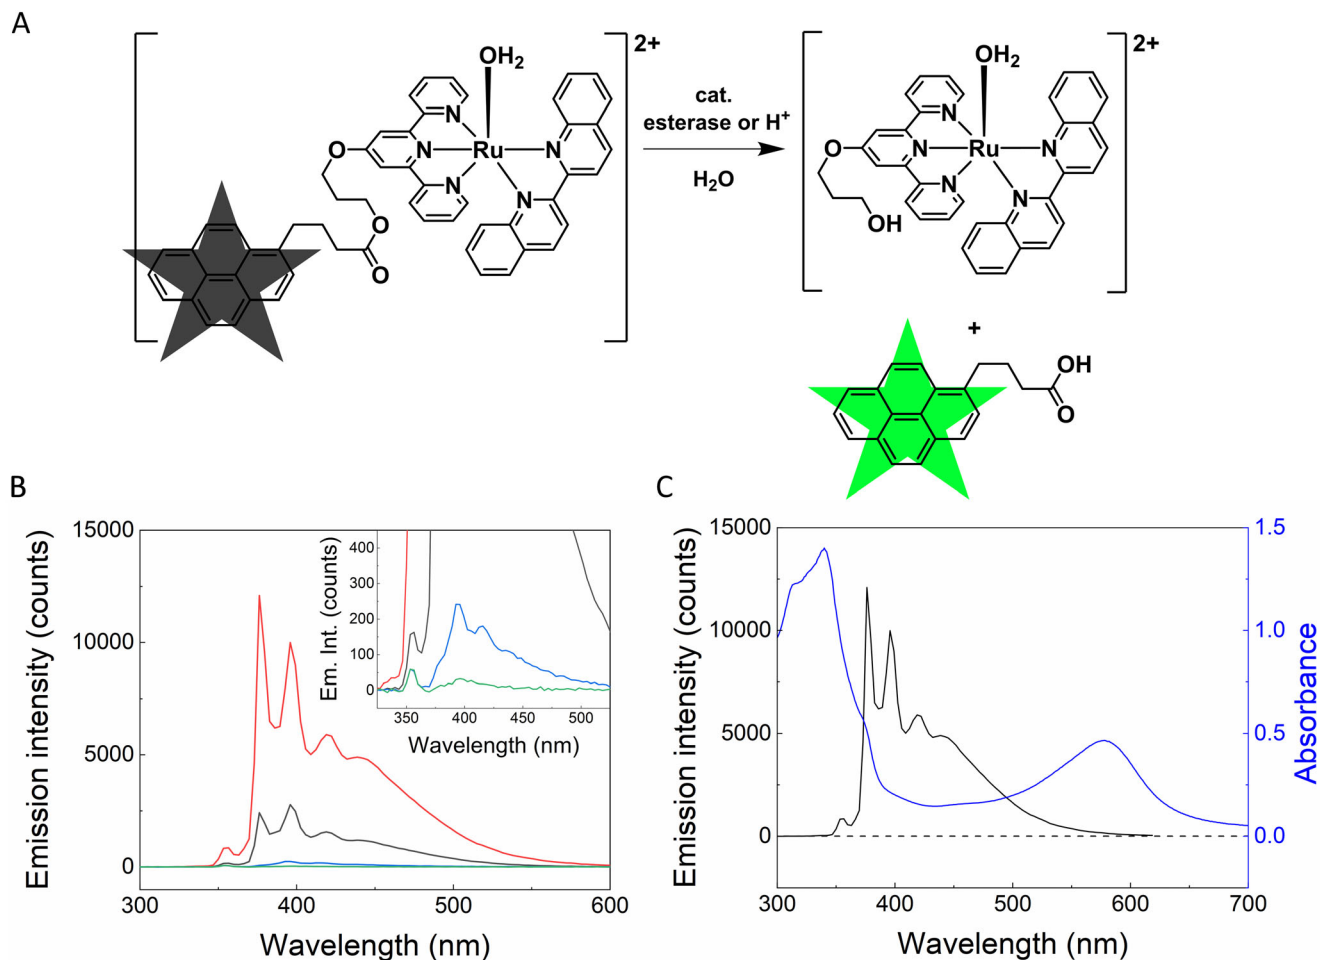 A
2+
2+
OH2
OH2
N
N
cat.
esterase or H+
O
N
Ru
N
O
N
Ru
N
H2O
N
N
N
N
O
OH
O
+
OH
O
B
C
15000
10000
5000
0
300
400
500
600
Emission intensity (counts)
Wavelength (nm)
400
300
200
100
0
350
400
450
500
Em. Int. (counts)
Wavelength (nm)
15000
10000
5000
0
1.5
1.0
0.5
0.0
300
400
500
600
700
Emission intensity (counts)
Absorbance
Wavelength (nm)